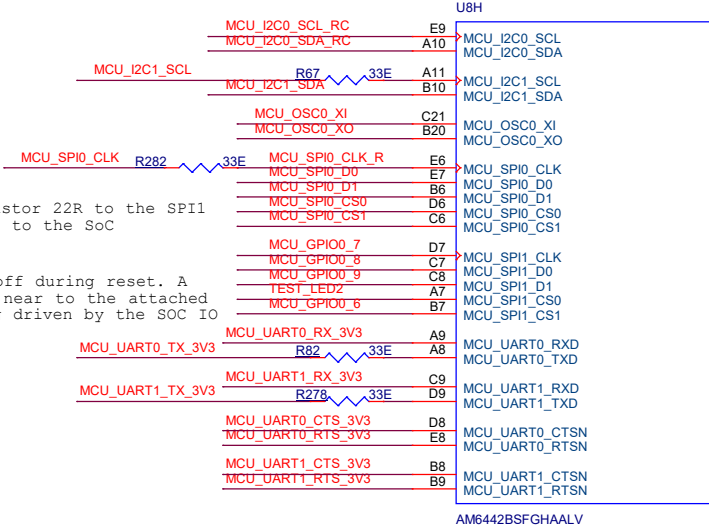 U8H
MCU_I2C0_SCL_RC E9 MCU_I2C0_SCL
MCU_I2C0_SDA_RC A10 MCU_I2C0_SDA
MCU_I2C1_SCL R67 33E A11 MCU_I2C1_SCL
MCU_I2C1_SDA B10 MCU_I2C1_SDA
MCU_OSC0_XI C21 MCU_OSC0_XI
MCU_OSC0_XO B20 MCU_OSC0_XO
MCU_SPI0_CLK R282 33E MCU_SPI0_CLK_R E6 MCU_SPI0_CLK
MCU_SPI0_D0 E7 MCU_SPI0_D0
MCU_SPI0_D1 B6 MCU_SPI0_D1
MCU_SPI0_CS0 D6 MCU_SPI0_CS0
MCU_SPI0_CS1 C6 MCU_SPI0_CS1
stor 22R to the SPI1
to the SoC
MCU_GPIO0_7 D7 MCU_SPI1_CLK
MCU_GPIO0_8 C7 MCU_SPI1_D0
MCU_GPIO0_9 C8 MCU_SPI1_D1
TEST_LED2 A7 MCU_SPI1_CS0
MCU_GPIO0_6 B7 MCU_SPI1_CS1
off during reset. A
near to the attached
driven by the SOC IO
MCU_UART0_RX_3V3 A9 MCU_UART0_RXD
MCU_UART0_TX_3V3 R82 33E A8 MCU_UART0_TXD
MCU_UART1_RX_3V3 C9 MCU_UART1_RXD
MCU_UART1_TX_3V3 R278 33E D9 MCU_UART1_TXD
MCU_UART0_CTS_3V3 D8 MCU_UART0_CTSN
MCU_UART0_RTS_3V3 E8 MCU_UART0_RTSN
MCU_UART1_CTS_3V3 B8 MCU_UART1_CTSN
MCU_UART1_RTS_3V3 B9 MCU_UART1_RTSN
AM6442BSFGHAALV